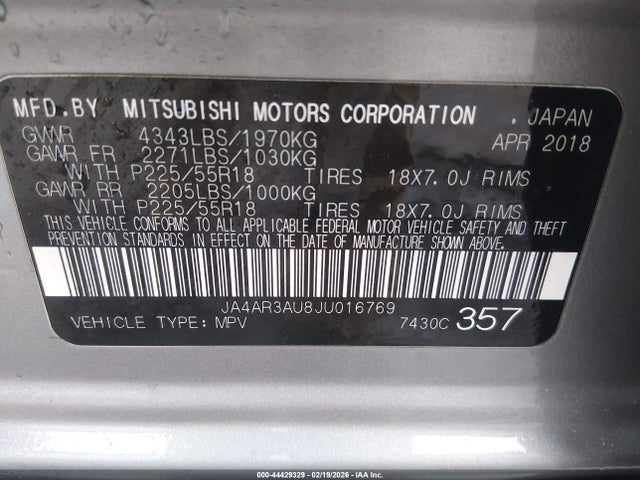 MFD.BY MITSUBISHI MOTORS CORPORATION , JAPAN
GVWR 4343LBS/1970KG APR 2018
GAWR FR 2271LBS/1030KG
WITH P225/55R18 TIRES 18X7.0J RIMS
GAWR RR 2205LBS/1000KG
WITH P225/55R18 TIRES 18X7.0J RIMS
THIS VEHICLE CONFORMS TO ALL APPLICABLE FEDERAL MOTOR VEHICLE SAFETY AND THEFT
PREVENTION STANDARDS IN EFFECT ON THE DATE OF MANUFACTURE SHOWN ABOVE.
JA4AR3AU8JU016769
VEHICLE TYPE: MPV 7430C 357
000-44429329 - 02/19/2026 - IAA Inc.